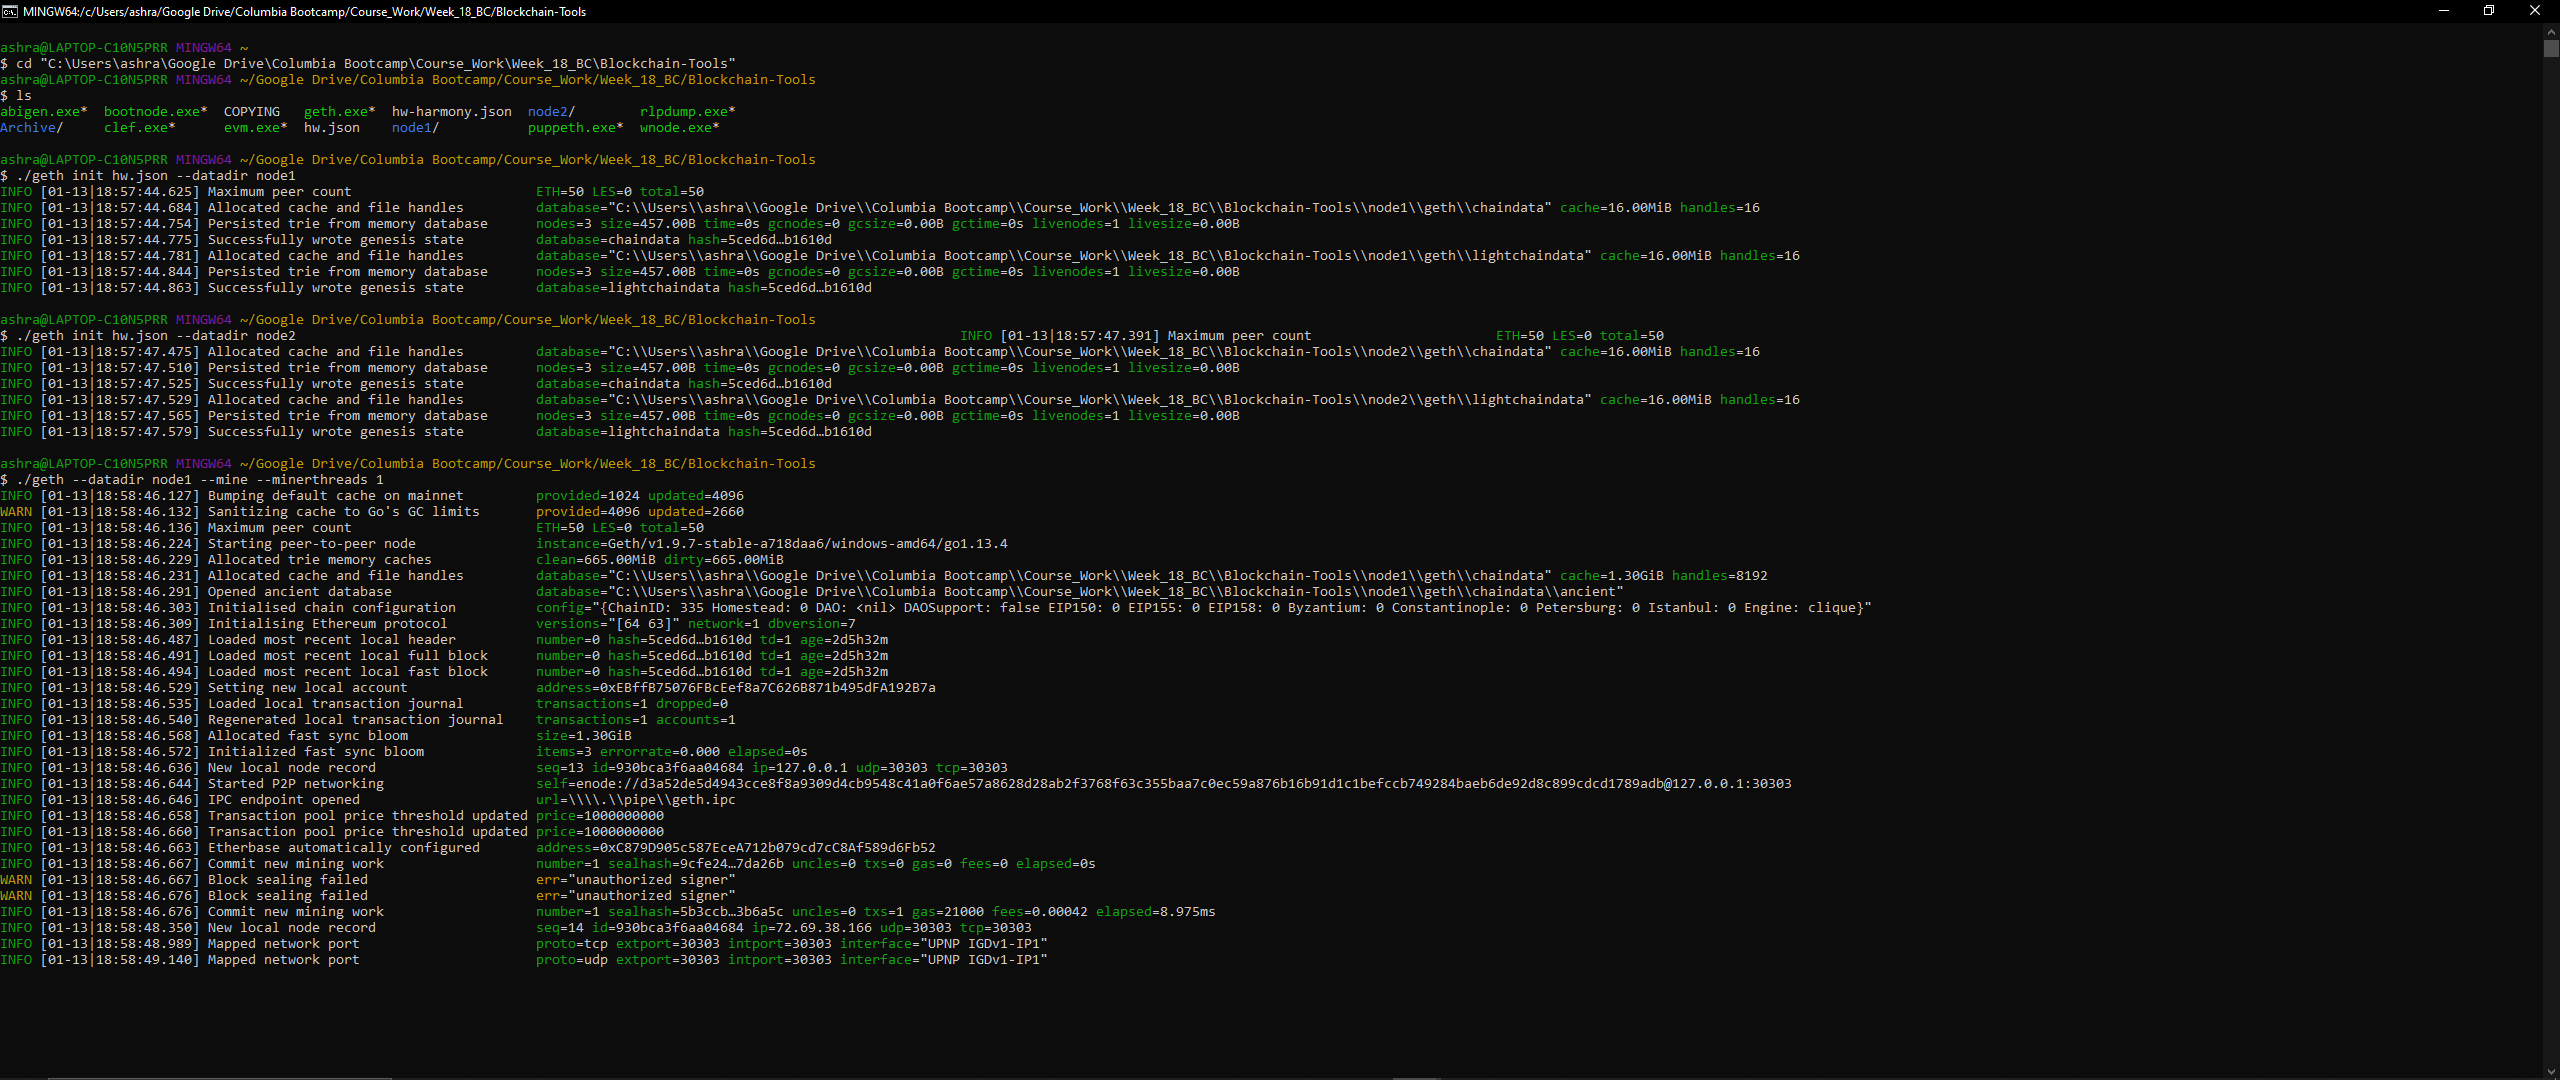 MINGW64:/c/Users/ashra/Google Drive/Columbia Bootcamp/Course_Work/Week_18_BC/Blockchain-Tools
ashra@LAPTOP-C10N5PRR MINGW64 ~
$ cd "C:\Users\ashra\Google Drive\Columbia Bootcamp\Course_Work\Week_18_BC\Blockchain-Tools"
ashra@LAPTOP-C10N5PRR MINGW64 ~/Google Drive/Columbia Bootcamp/Course_Work/Week_18_BC/Blockchain-Tools
$ ls
abigen.exe* bootnode.exe* COPYING geth.exe* hw-harmony.json node2/ rlpdump.exe*
Archive/ clef.exe* evm.exe* hw.json node1/ puppeth.exe* wnode.exe*
ashra@LAPTOP-C10N5PRR MINGW64 ~/Google Drive/Columbia Bootcamp/Course_Work/Week_18_BC/Blockchain-Tools
$ ./geth init hw.json --datadir node1
INFO [01-13|18:57:44.625] Maximum peer count ETH=50 LES=0 total=50
INFO [01-13|18:57:44.684] Allocated cache and file handles database="C:\\Users\\ashra\\Google Drive\\Columbia Bootcamp\\Course_Work\\Week_18_BC\\Blockchain-Tools\\node1\\geth\\chaindata" cache=16.00MiB handles=16
INFO [01-13|18:57:44.754] Persisted trie from memory database nodes=3 size=457.00B time=0s gcnodes=0 gcsize=0.00B gctime=0s livenodes=1 livesize=0.00B
INFO [01-13|18:57:44.775] Successfully wrote genesis state database=chaindata hash=5ced6d…b1610d
INFO [01-13|18:57:44.781] Allocated cache and file handles database="C:\\Users\\ashra\\Google Drive\\Columbia Bootcamp\\Course_Work\\Week_18_BC\\Blockchain-Tools\\node1\\geth\\lightchaindata" cache=16.00MiB handles=16
INFO [01-13|18:57:44.844] Persisted trie from memory database nodes=3 size=457.00B time=0s gcnodes=0 gcsize=0.00B gctime=0s livenodes=1 livesize=0.00B
INFO [01-13|18:57:44.863] Successfully wrote genesis state database=lightchaindata hash=5ced6d…b1610d
ashra@LAPTOP-C10N5PRR MINGW64 ~/Google Drive/Columbia Bootcamp/Course_Work/Week_18_BC/Blockchain-Tools
$ ./geth init hw.json --datadir node2 INFO [01-13|18:57:47.391] Maximum peer count ETH=50 LES=0 total=50
INFO [01-13|18:57:47.475] Allocated cache and file handles database="C:\\Users\\ashra\\Google Drive\\Columbia Bootcamp\\Course_Work\\Week_18_BC\\Blockchain-Tools\\node2\\geth\\chaindata" cache=16.00MiB handles=16
INFO [01-13|18:57:47.510] Persisted trie from memory database nodes=3 size=457.00B time=0s gcnodes=0 gcsize=0.00B gctime=0s livenodes=1 livesize=0.00B
INFO [01-13|18:57:47.525] Successfully wrote genesis state database=chaindata hash=5ced6d…b1610d
INFO [01-13|18:57:47.529] Allocated cache and file handles database="C:\\Users\\ashra\\Google Drive\\Columbia Bootcamp\\Course_Work\\Week_18_BC\\Blockchain-Tools\\node2\\geth\\lightchaindata" cache=16.00MiB handles=16
INFO [01-13|18:57:47.565] Persisted trie from memory database nodes=3 size=457.00B time=0s gcnodes=0 gcsize=0.00B gctime=0s livenodes=1 livesize=0.00B
INFO [01-13|18:57:47.579] Successfully wrote genesis state database=lightchaindata hash=5ced6d…b1610d
ashra@LAPTOP-C10N5PRR MINGW64 ~/Google Drive/Columbia Bootcamp/Course_Work/Week_18_BC/Blockchain-Tools
$ ./geth --datadir node1 --mine --minerthreads 1
INFO [01-13|18:58:46.127] Bumping default cache on mainnet provided=1024 updated=4096
WARN [01-13|18:58:46.132] Sanitizing cache to Go's GC limits provided=4096 updated=2660
INFO [01-13|18:58:46.136] Maximum peer count ETH=50 LES=0 total=50
INFO [01-13|18:58:46.224] Starting peer-to-peer node instance=Geth/v1.9.7-stable-a718daa6/windows-amd64/go1.13.4
INFO [01-13|18:58:46.229] Allocated trie memory caches clean=665.00MiB dirty=665.00MiB
INFO [01-13|18:58:46.231] Allocated cache and file handles database="C:\\Users\\ashra\\Google Drive\\Columbia Bootcamp\\Course_Work\\Week_18_BC\\Blockchain-Tools\\node1\\geth\\chaindata" cache=1.30GiB handles=8192
INFO [01-13|18:58:46.291] Opened ancient database database="C:\\Users\\ashra\\Google Drive\\Columbia Bootcamp\\Course_Work\\Week_18_BC\\Blockchain-Tools\\node1\\geth\\chaindata\\ancient"
INFO [01-13|18:58:46.303] Initialised chain configuration config="{ChainID: 335 Homestead: 0 DAO: <nil> DAOSupport: false EIP150: 0 EIP155: 0 EIP158: 0 Byzantium: 0 Constantinople: 0 Petersburg: 0 Istanbul: 0 Engine: clique}"
INFO [01-13|18:58:46.309] Initialising Ethereum protocol versions="[64 63]" network=1 dbversion=7
INFO [01-13|18:58:46.487] Loaded most recent local header number=0 hash=5ced6d…b1610d td=1 age=2d5h32m
INFO [01-13|18:58:46.491] Loaded most recent local full block number=0 hash=5ced6d…b1610d td=1 age=2d5h32m
INFO [01-13|18:58:46.494] Loaded most recent local fast block number=0 hash=5ced6d…b1610d td=1 age=2d5h32m
INFO [01-13|18:58:46.529] Setting new local account address=0xEBffB75076FBcEef8a7C626B871b495dFA192B7a
INFO [01-13|18:58:46.535] Loaded local transaction journal transactions=1 dropped=0
INFO [01-13|18:58:46.540] Regenerated local transaction journal transactions=1 accounts=1
INFO [01-13|18:58:46.568] Allocated fast sync bloom size=1.30GiB
INFO [01-13|18:58:46.572] Initialized fast sync bloom items=3 errorrate=0.000 elapsed=0s
INFO [01-13|18:58:46.636] New local node record seq=13 id=930bca3f6aa04684 ip=127.0.0.1 udp=30303 tcp=30303
INFO [01-13|18:58:46.644] Started P2P networking self=enode://d3a52de5d4943cce8f8a9309d4cb9548c41a0f6ae57a8628d28ab2f3768f63c355baa7c0ec59a876b16b91d1c1befccb749284baeb6de92d8c899cdcd1789adb@127.0.0.1:30303
INFO [01-13|18:58:46.646] IPC endpoint opened url=\\\\.\\pipe\\geth.ipc
INFO [01-13|18:58:46.658] Transaction pool price threshold updated price=1000000000
INFO [01-13|18:58:46.660] Transaction pool price threshold updated price=1000000000
INFO [01-13|18:58:46.663] Etherbase automatically configured address=0xC879D905c587EceA712b079cd7cC8Af589d6Fb52
INFO [01-13|18:58:46.667] Commit new mining work number=1 sealhash=9cfe24…7da26b uncles=0 txs=0 gas=0 fees=0 elapsed=0s
WARN [01-13|18:58:46.667] Block sealing failed err="unauthorized signer"
WARN [01-13|18:58:46.676] Block sealing failed err="unauthorized signer"
INFO [01-13|18:58:46.676] Commit new mining work number=1 sealhash=5b3ccb…3b6a5c uncles=0 txs=1 gas=21000 fees=0.00042 elapsed=8.975ms
INFO [01-13|18:58:48.350] New local node record seq=14 id=930bca3f6aa04684 ip=72.69.38.166 udp=30303 tcp=30303
INFO [01-13|18:58:48.989] Mapped network port proto=tcp extport=30303 intport=30303 interface="UPNP IGDv1-IP1"
INFO [01-13|18:58:49.140] Mapped network port proto=udp extport=30303 intport=30303 interface="UPNP IGDv1-IP1"